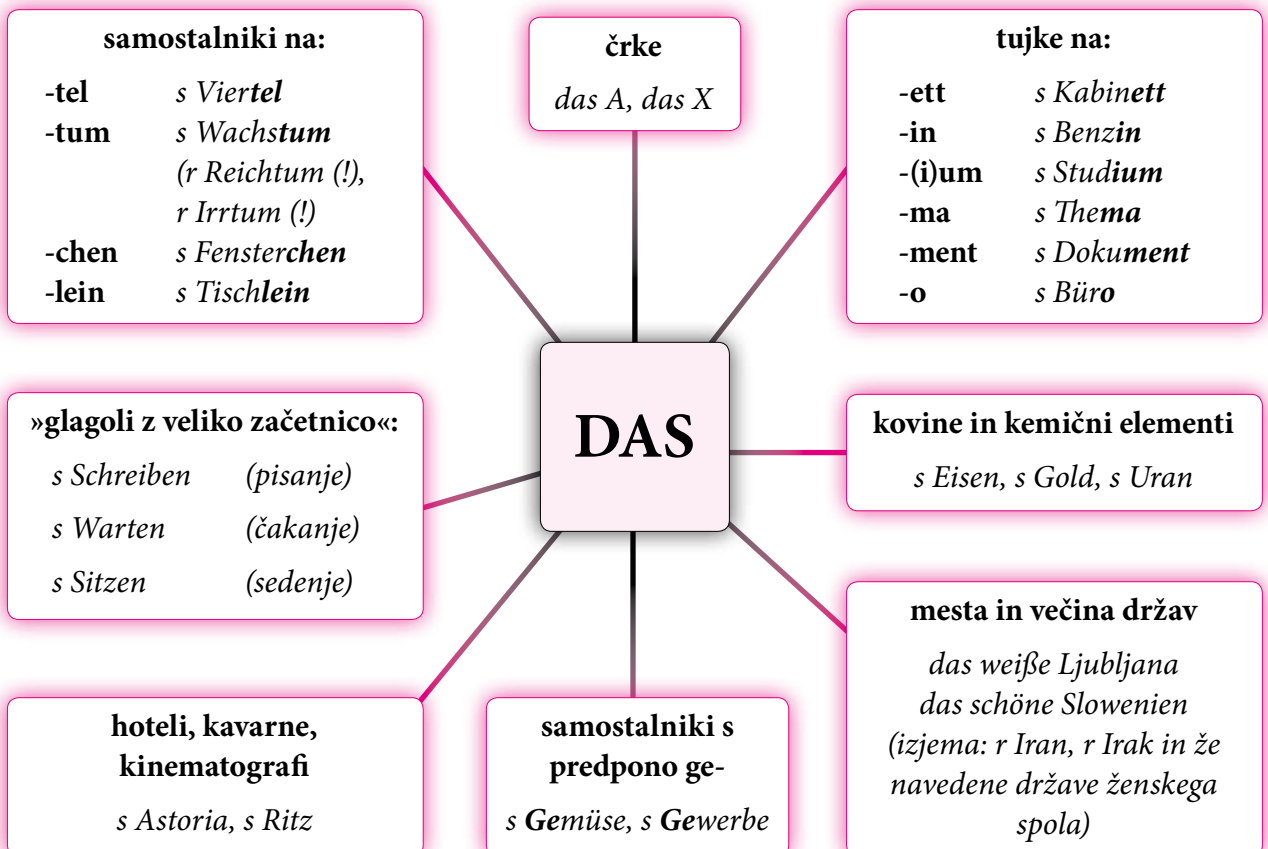 samostalniki na:
-tel s Viertel
-tum s Wachstum
(r Reichtum (!),
r Irrtum (!)
-chen s Fensterchen
-lein s Tischlein
črke
das A, das X
tujke na:
-ett s Kabinett
-in s Benzin
-(i)um s Studium
-ma s Thema
-ment s Dokument
-o s Büro
DAS
»glagoli z veliko začetnico«:
s Schreiben (pisanje)
s Warten (čakanje)
s Sitzen (sedenje)
kovine in kemični elementi
s Eisen, s Gold, s Uran
hoteli, kavarne,
kinematografi
s Astoria, s Ritz
samostalniki s
predpono ge-
s Gemüse, s Gewerbe
mesta in večina držav
das weiße Ljubljana
das schöne Slowenien
(izjema: r Iran, r Irak in že
navedene države ženskega
spola)